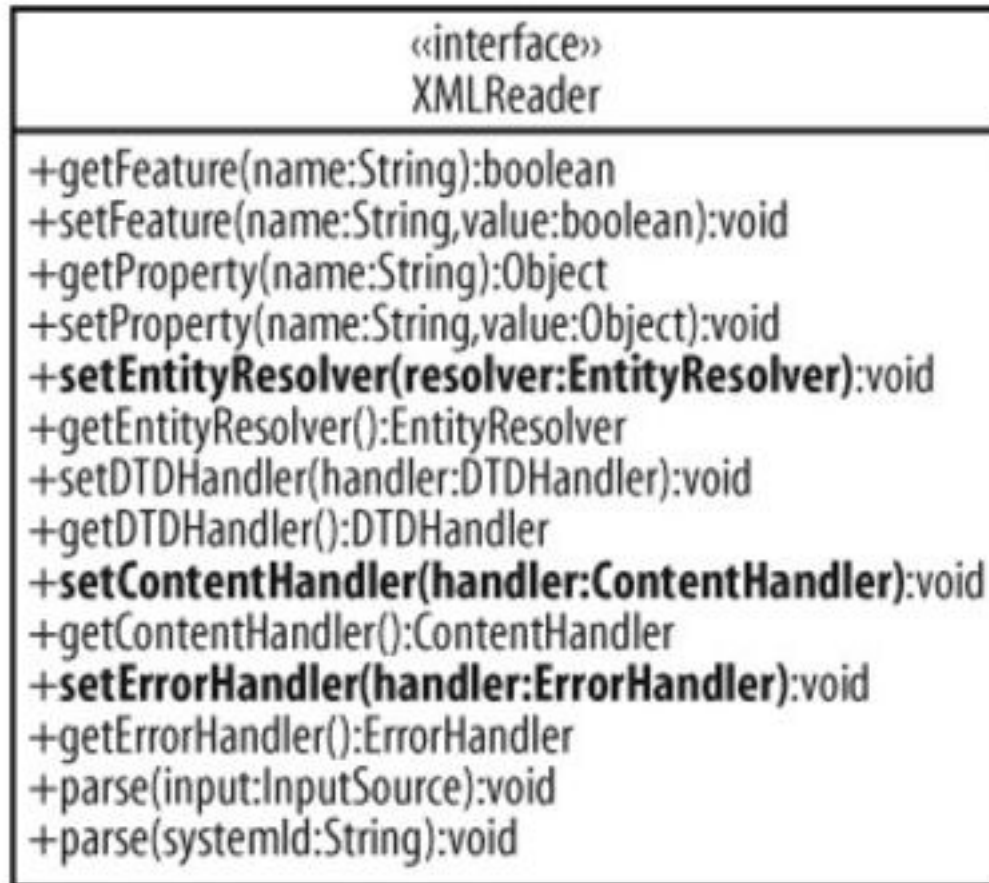 «interface»
XMLReader
+getFeature(name:String):boolean
+setFeature(name:String,value:boolean):void
+getProperty(name:String):Object
+setProperty(name:String,value:Object):void
+setEntityResolver(resolver:EntityResolver):void
+getEntityResolver():EntityResolver
+setDTDHandler(handler:DTDHandler):void
+getDTDHandler():DTDHandler
+setContentHandler(handler:ContentHandler):void
+getContentHandler():ContentHandler
+setErrorHandler(handler:ErrorHandler):void
+getErrorHandler():ErrorHandler
+parse(input:InputSource):void
+parse(systemId:String):void